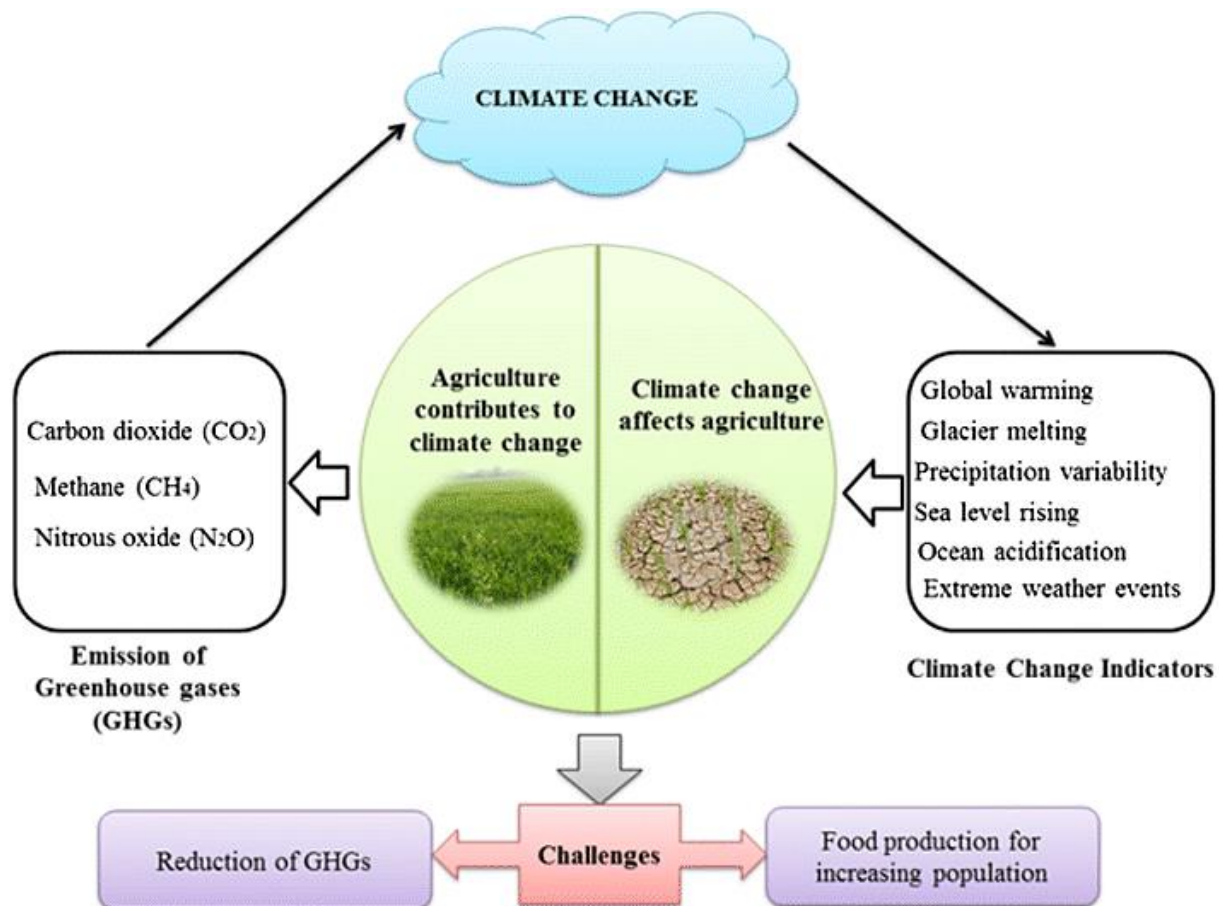 CLIMATE CHANGE
Agriculture
contributes to
climate change
Climate change
affects agriculture
Carbon dioxide (CO₂)
Methane (CH₄)
Nitrous oxide (N₂O)
Emission of
Greenhouse gases
(GHGs)
Global warming
Glacier melting
Precipitation variability
Sea level rising
Ocean acidification
Extreme weather events
Climate Change Indicators
Reduction of GHGs
Challenges
Food production for
increasing population